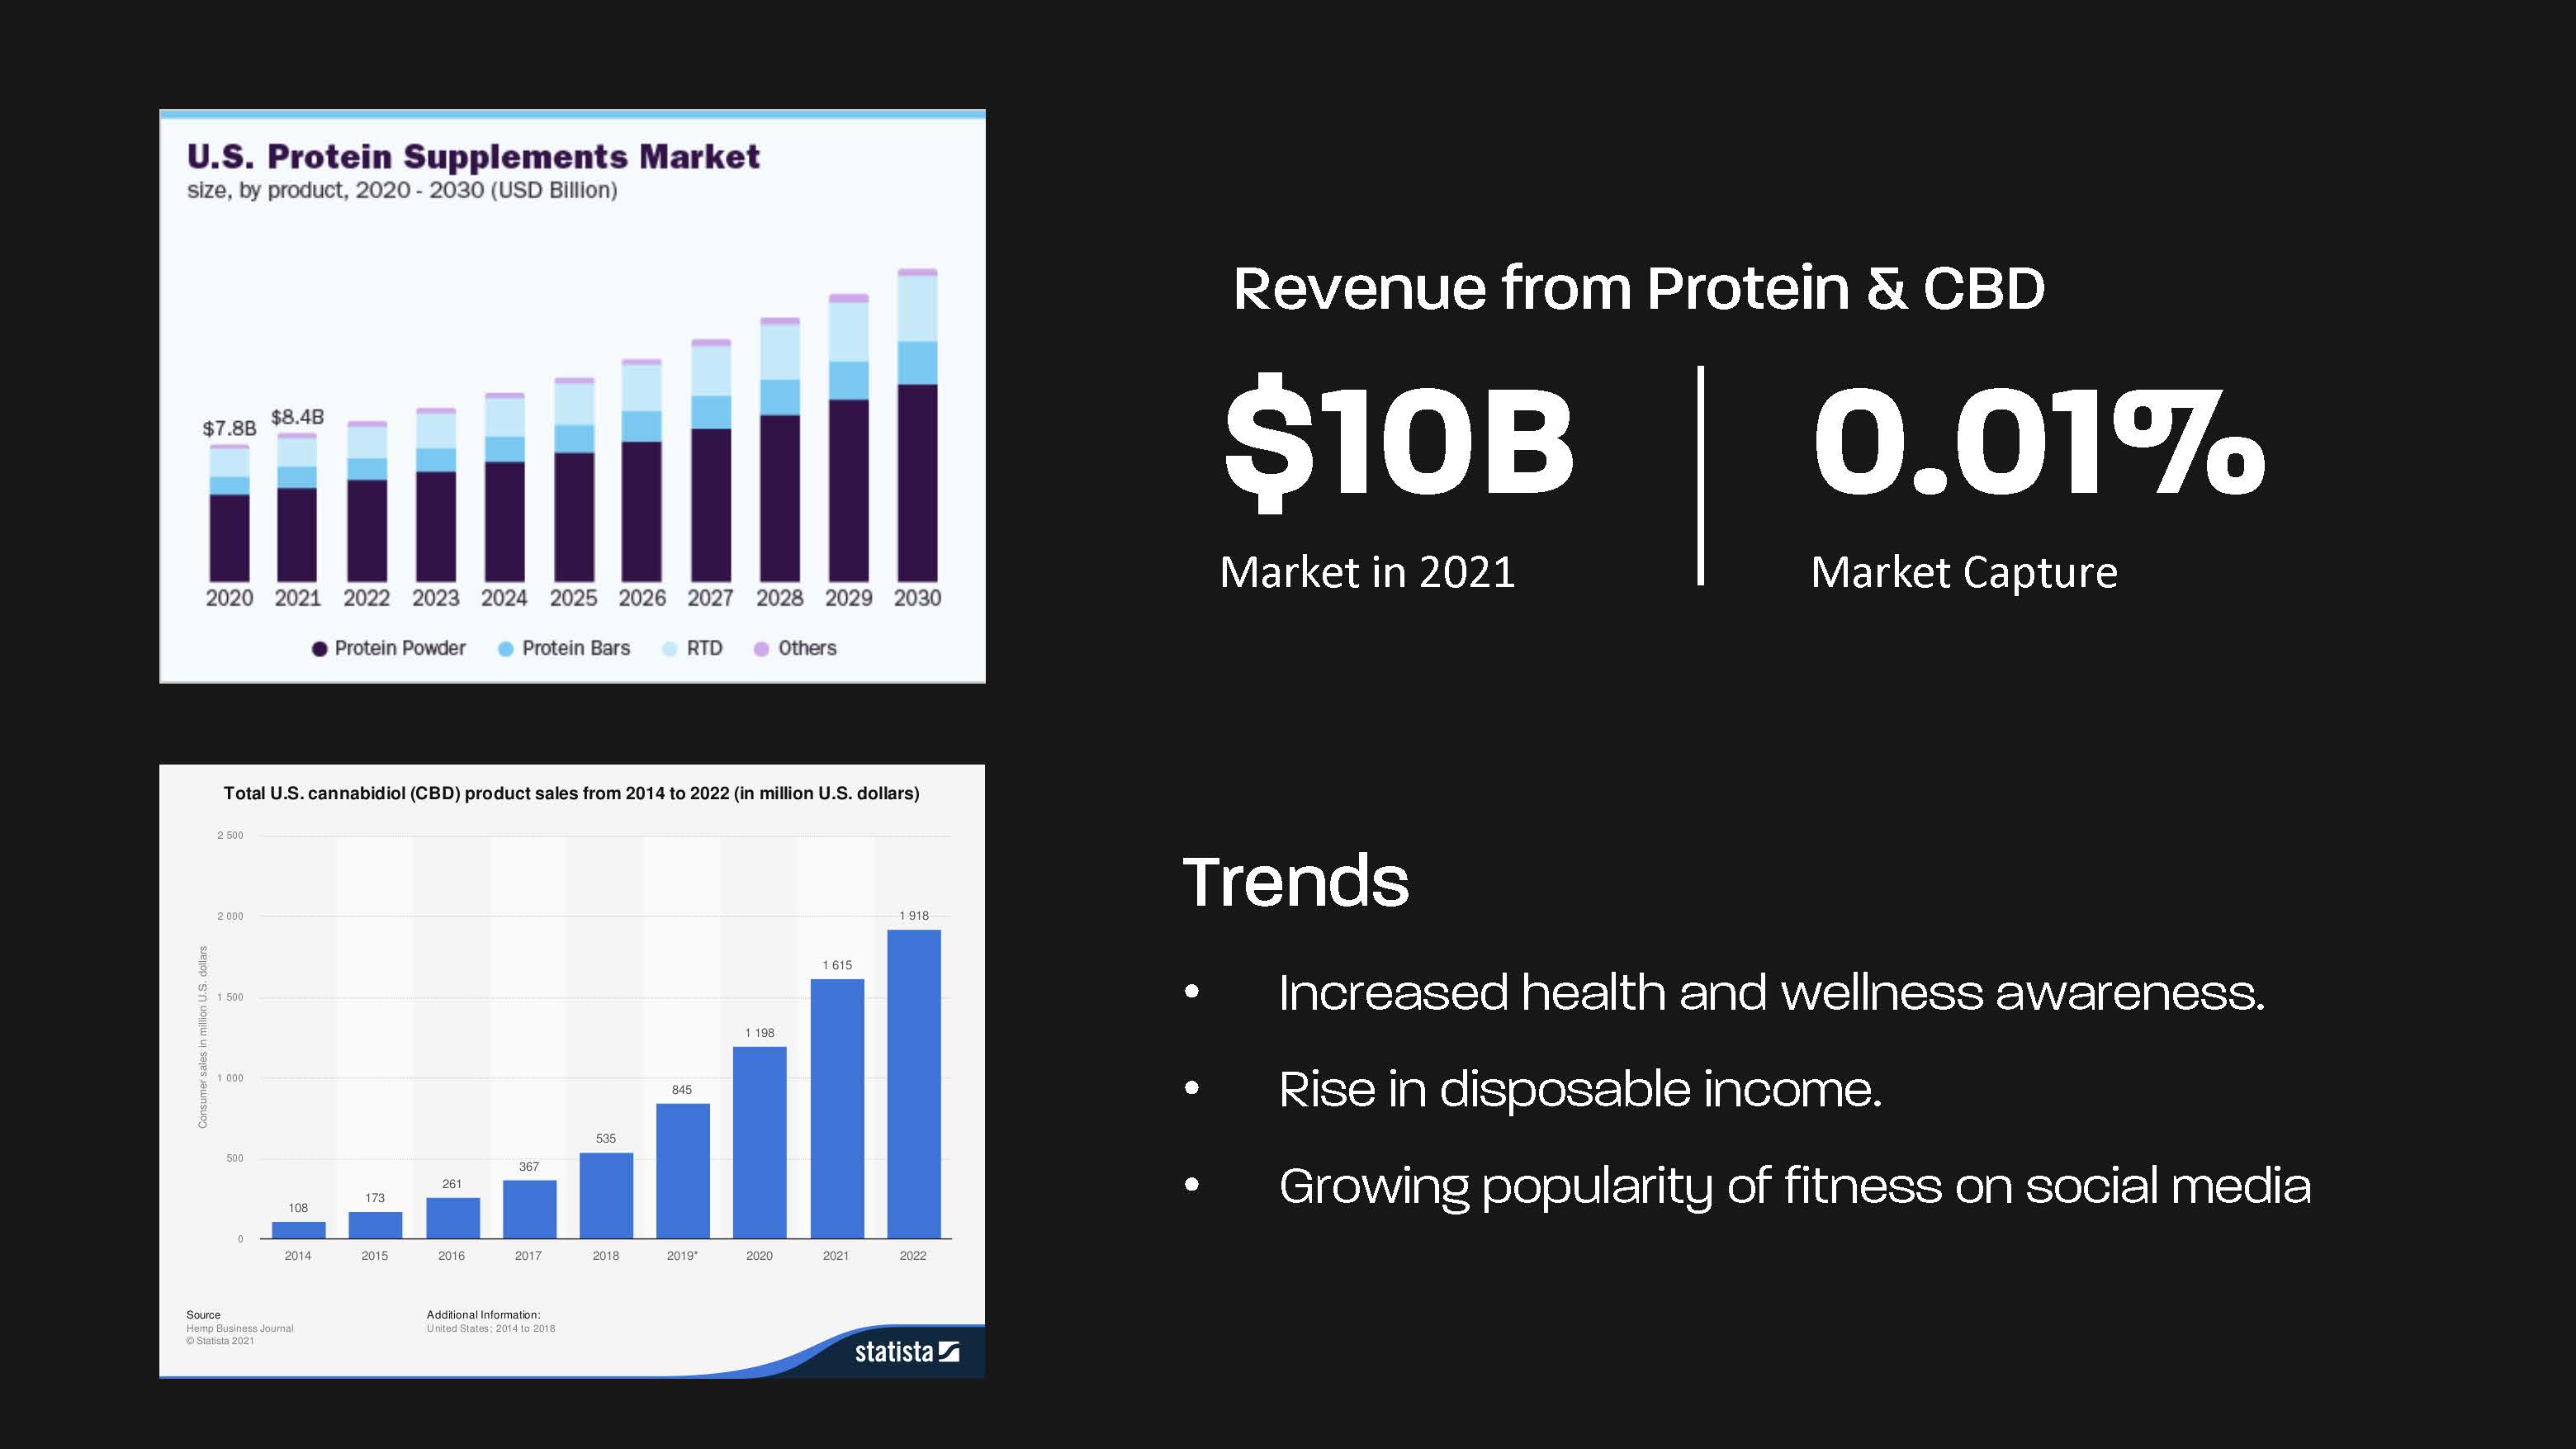 U.S. Protein Supplements Market
size, by product, 2020 - 2030 (USD Billion)
$7.8B
$8.4B
2020 2021 2022 2023 2024 2025 2026 2027 2028 2029 2030
Protein Powder Protein Bars RTD Others
Revenue from Protein & CBD
$10B
Market in 2021
0.01%
Market Capture
Total U.S. cannabidiol (CBD) product sales from 2014 to 2022 (in million U.S. dollars)
Consumer sales in million U.S. dollars
2 500
2 000
1 500
1 000
500
0
108
173
261
367
535
845
1 198
1 615
1 918
2014 2015 2016 2017 2018 2019* 2020 2021 2022
Source
Hemp Business Journal
© Statista 2021
Additional Information:
United States; 2014 to 2018
statista
Trends
• Increased health and wellness awareness.
• Rise in disposable income.
• Growing popularity of fitness on social media